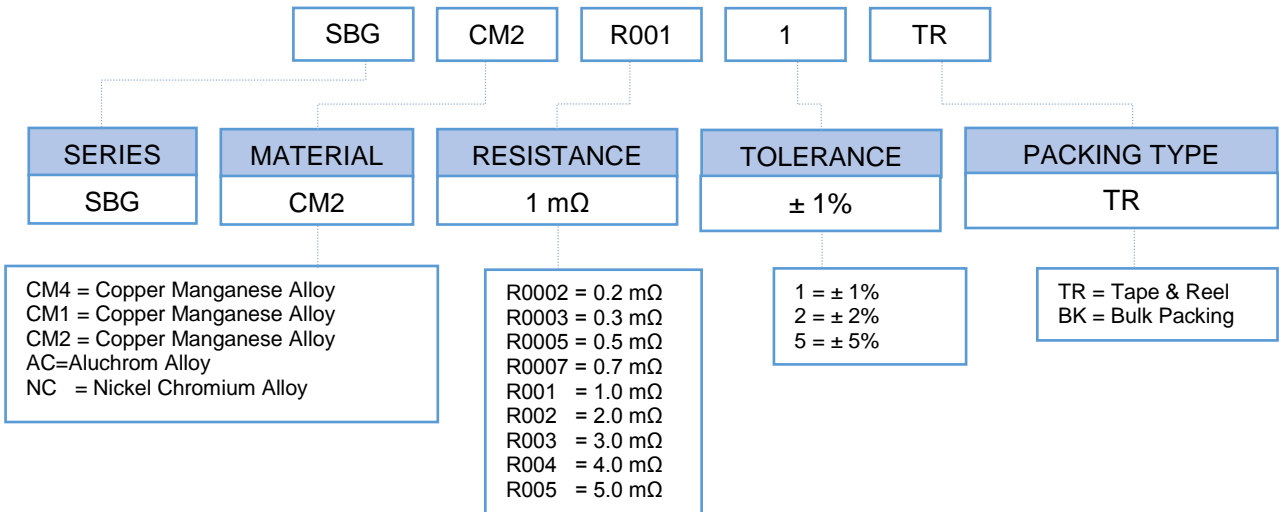 SBG CM2 R001 1 TR
SERIES MATERIAL RESISTANCE TOLERANCE PACKING TYPE
SBG CM2 1 mΩ ± 1% TR
CM4 = Copper Manganese Alloy
CM1 = Copper Manganese Alloy
CM2 = Copper Manganese Alloy
AC=Aluchrom Alloy
NC = Nickel Chromium Alloy
R0002 = 0.2 mΩ
R0003 = 0.3 mΩ
R0005 = 0.5 mΩ
R0007 = 0.7 mΩ
R001 = 1.0 mΩ
R002 = 2.0 mΩ
R003 = 3.0 mΩ
R004 = 4.0 mΩ
R005 = 5.0 mΩ
1 = ± 1%
2 = ± 2%
5 = ± 5%
TR = Tape & Reel
BK = Bulk Packing